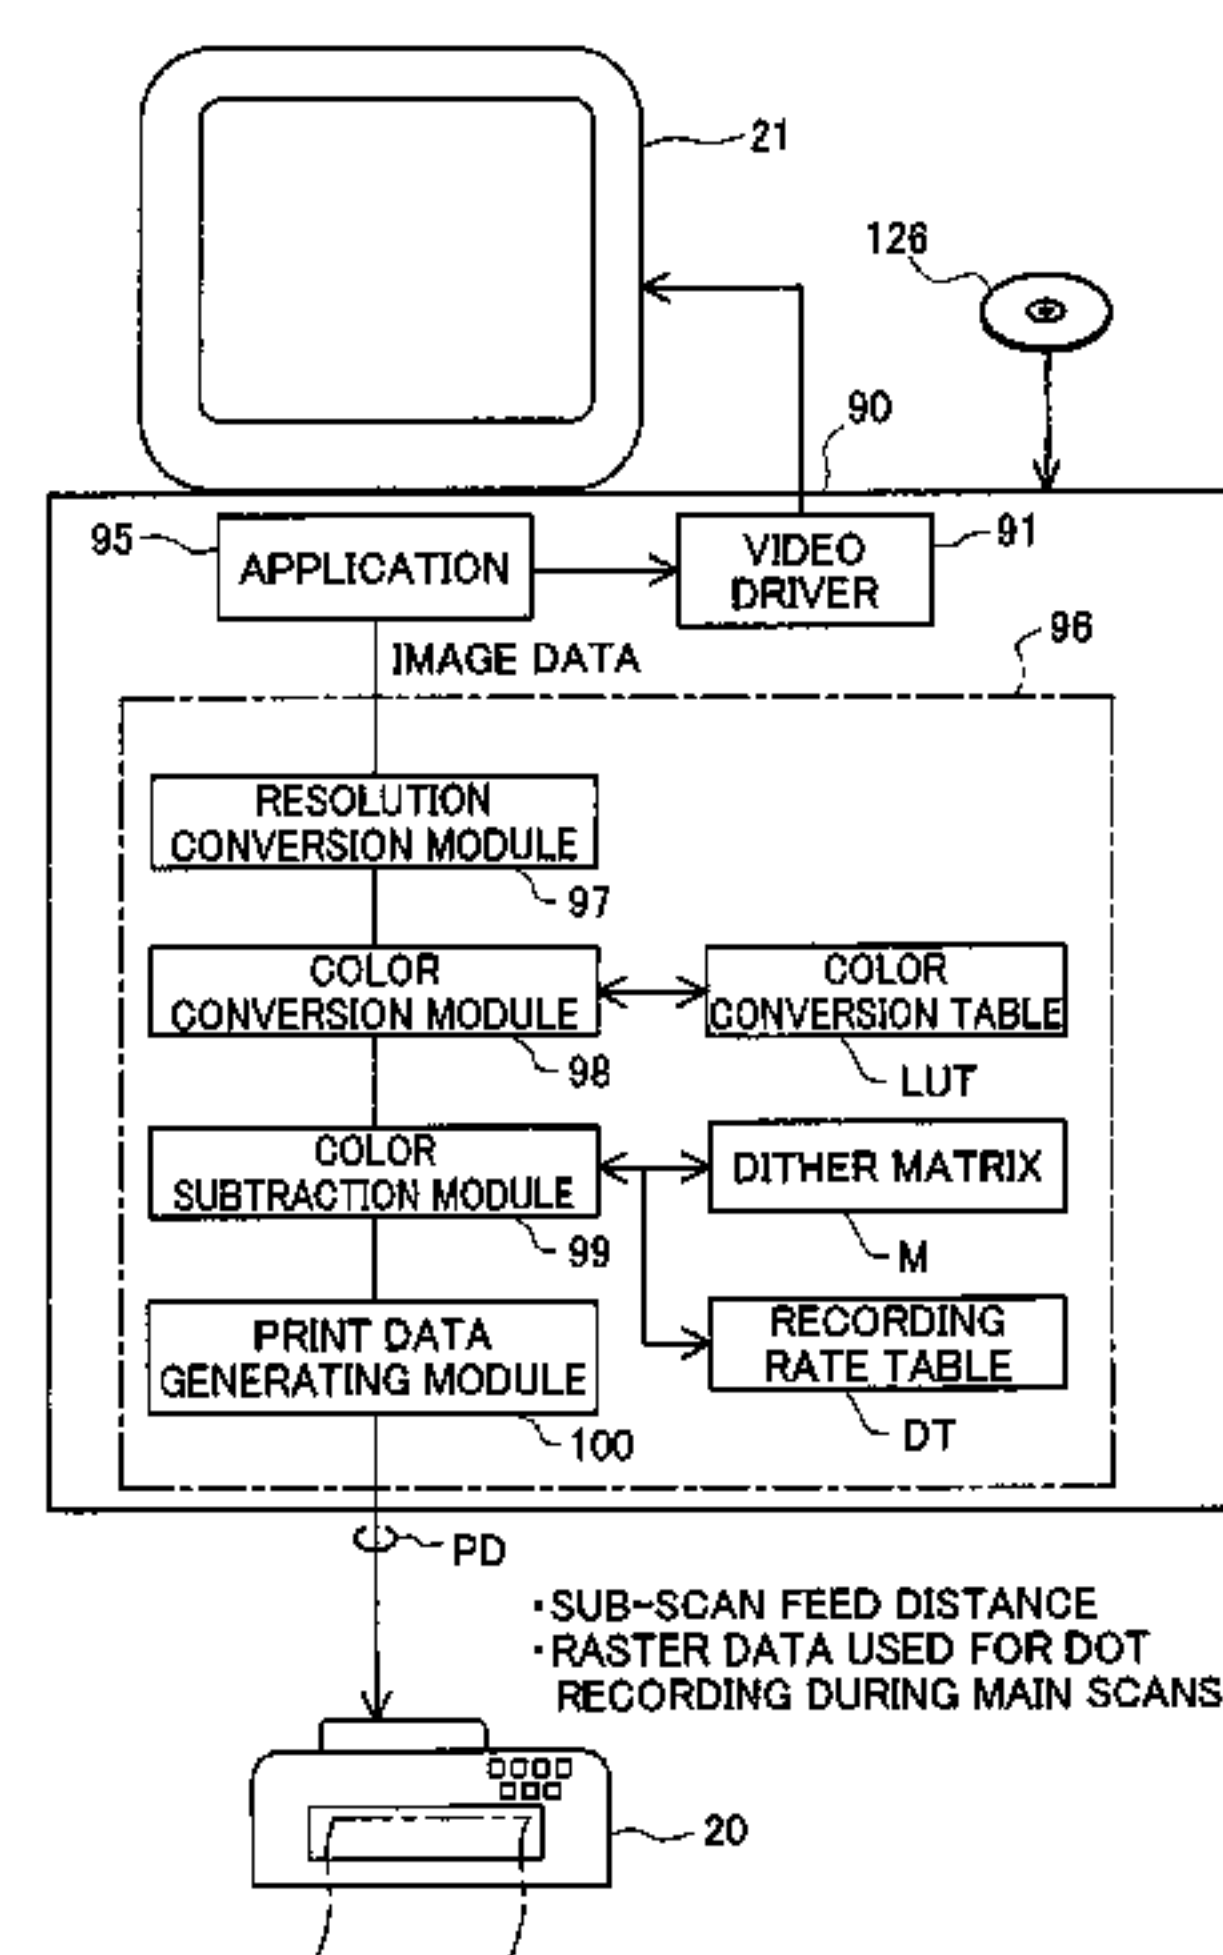 21
126
90
95
APPLICATION
VIDEO
DRIVER
91
IMAGE DATA
96
RESOLUTION
CONVERSION MODULE
97
COLOR
CONVERSION MODULE
98
COLOR
CONVERSION TABLE
LUT
COLOR
SUBTRACTION MODULE
99
DITHER MATRIX
M
PRINT DATA
GENERATING MODULE
100
RECORDING
RATE TABLE
DT
PD
·SUB-SCAN FEED DISTANCE
·RASTER DATA USED FOR DOT
RECORDING DURING MAIN SCANS
20